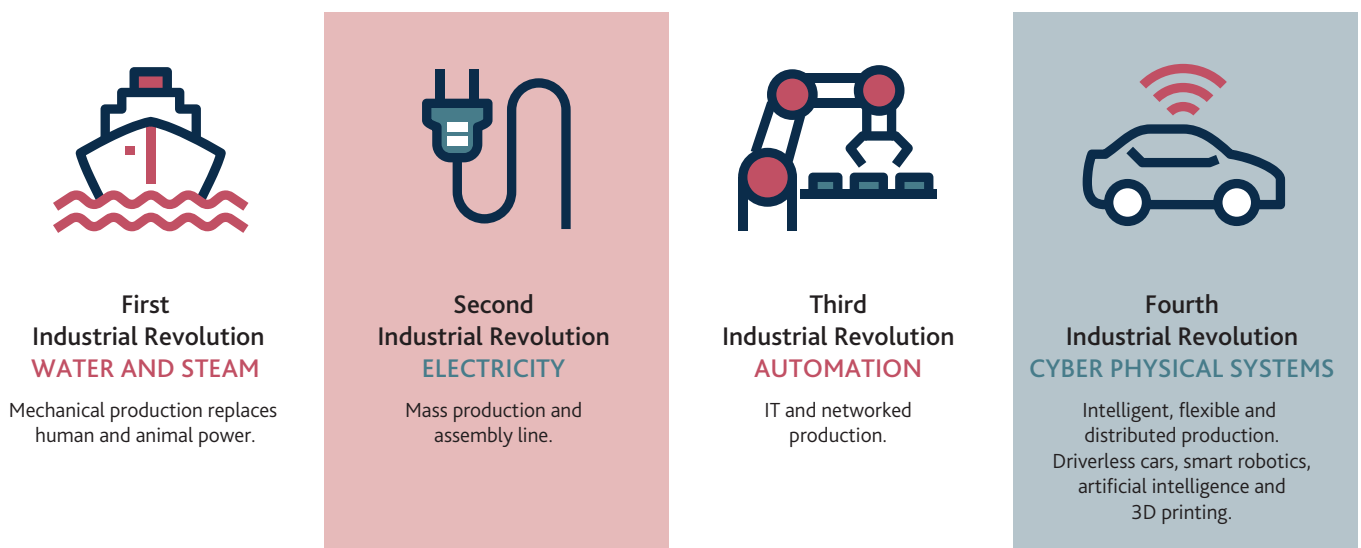 First
Industrial Revolution
WATER AND STEAM
Mechanical production replaces
human and animal power.
Second
Industrial Revolution
ELECTRICITY
Mass production and
assembly line.
Third
Industrial Revolution
AUTOMATION
IT and networked
production.
Fourth
Industrial Revolution
CYBER PHYSICAL SYSTEMS
Intelligent, flexible and
distributed production.
Driverless cars, smart robotics,
artificial intelligence and
3D printing.